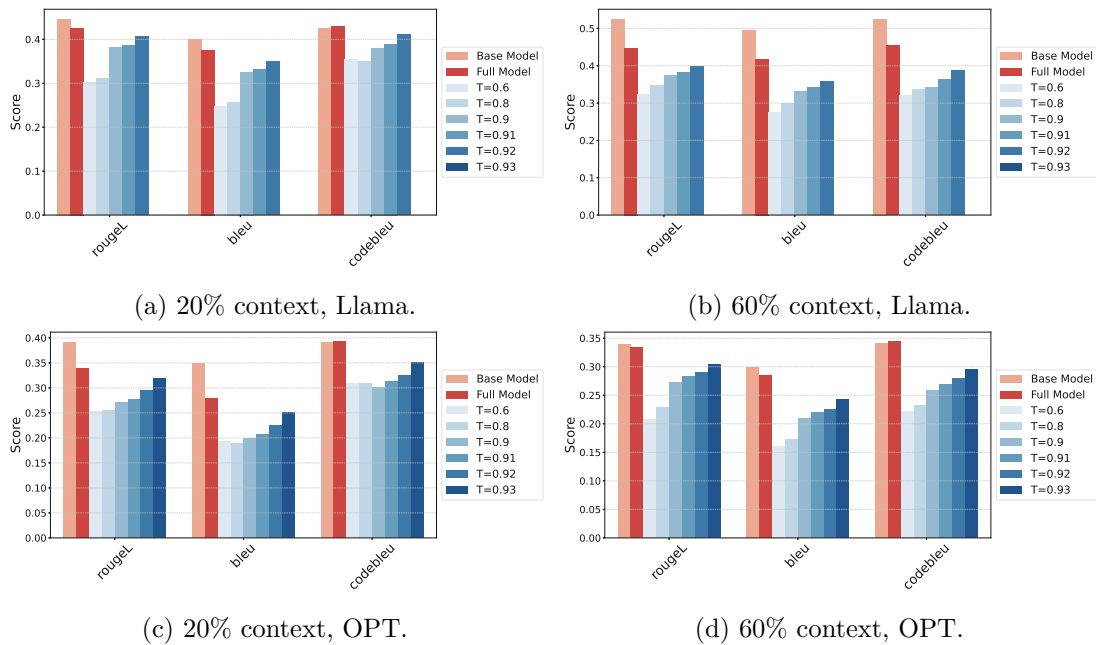 Score
0.4
0.3
0.2
0.1
0.0
rougeL
bleu
codebleu
Base Model
Full Model
T=0.6
T=0.8
T=0.9
T=0.91
T=0.92
T=0.93
(a) 20% context, Llama.
Score
0.5
0.4
0.3
0.2
0.1
0.0
rougeL
bleu
codebleu
Base Model
Full Model
T=0.6
T=0.8
T=0.9
T=0.91
T=0.92
T=0.93
(b) 60% context, Llama.
Score
0.40
0.35
0.30
0.25
0.20
0.15
0.10
0.05
0.00
rougeL
bleu
codebleu
Base Model
Full Model
T=0.6
T=0.8
T=0.9
T=0.91
T=0.92
T=0.93
(c) 20% context, OPT.
Score
0.35
0.30
0.25
0.20
0.15
0.10
0.05
0.00
rougeL
bleu
codebleu
Base Model
Full Model
T=0.6
T=0.8
T=0.9
T=0.91
T=0.92
T=0.93
(d) 60% context, OPT.